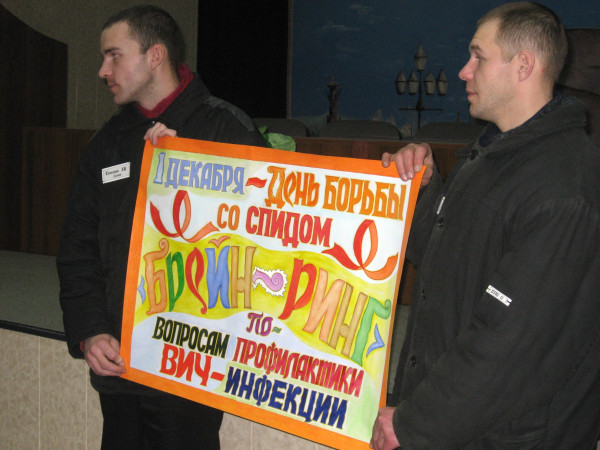 1 ДЕКАБРЯ ~ ДЕНЬ БОРЬБЫ
СО СПИДОМ
БРЕЙН ~ РИНГ
ПО-
ВОПРОСАМ ПРОФИЛАКТИКИ
ВИЧ-ИНФЕКЦИИ